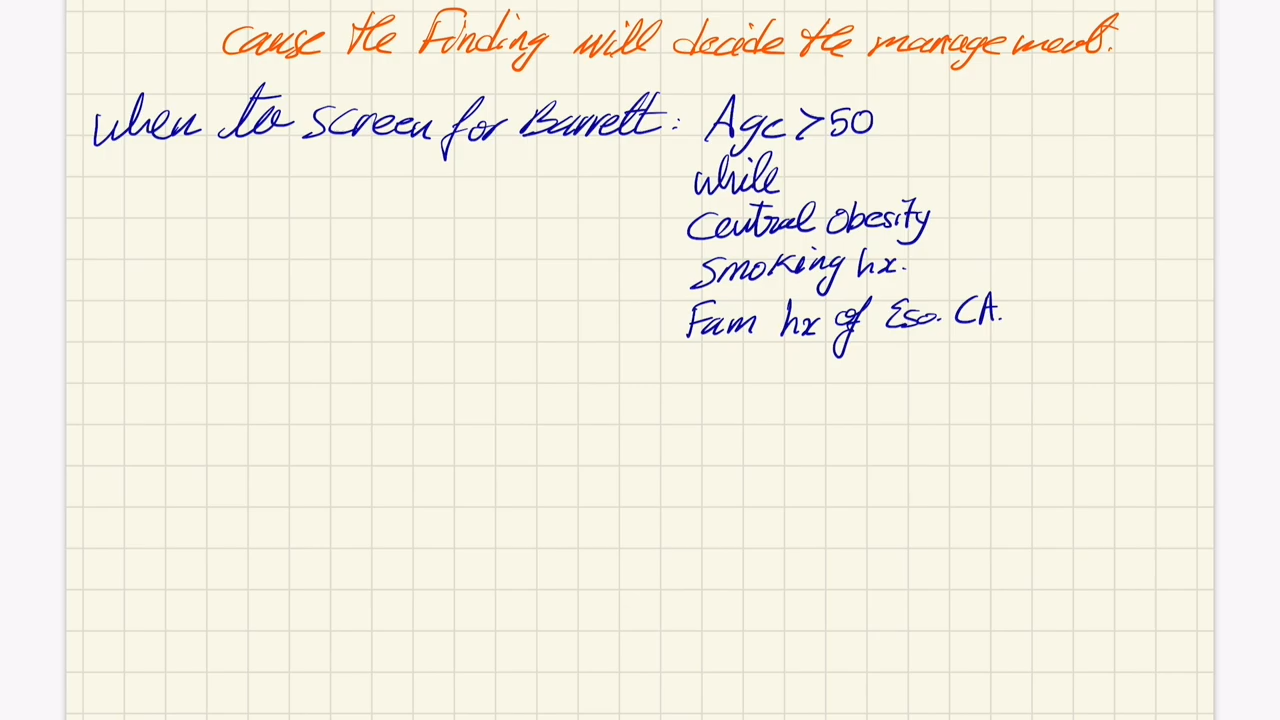 cause the finding will decide the management.
when to screen for Barrett: Age > 50
while
Central obesity
smoking hx.
Fam hx of Eso. CA.